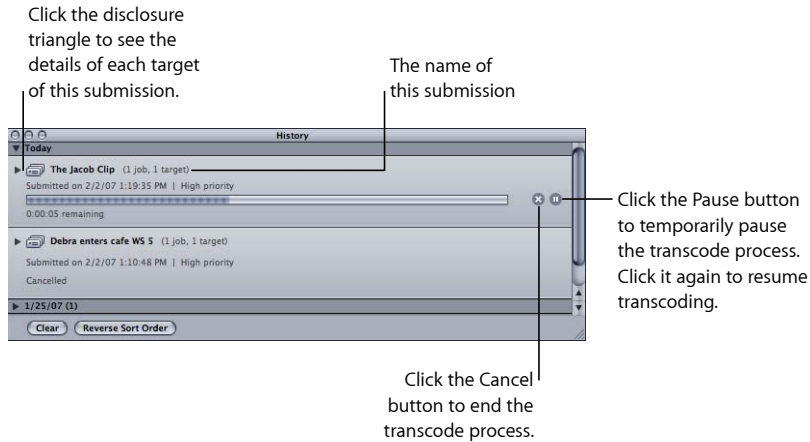 Click the disclosure
triangle to see the
details of each target
of this submission.
The name of
this submission
History
Today
The Jacob Clip (1 job, 1 target)
Submitted on 2/2/07 1:19:35 PM | High priority
0:00:05 remaining
Debra enters cafe WS 5 (1 job, 1 target)
Submitted on 2/2/07 1:10:48 PM | High priority
Cancelled
1/25/07 (1)
Clear Reverse Sort Order
Click the Pause button
to temporarily pause
the transcode process.
Click it again to resume
transcoding.
Click the Cancel
button to end the
transcode process.